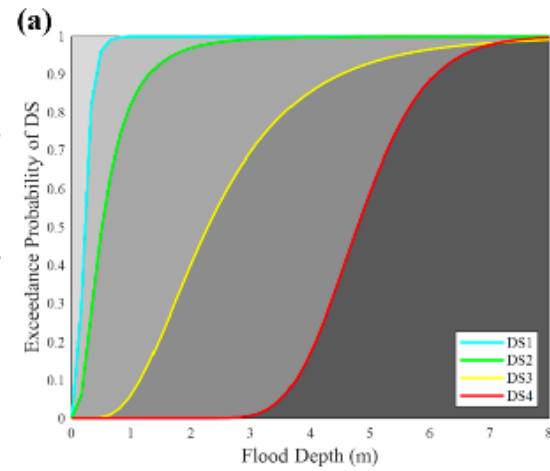 (a)
Exceedance Probability of DS
1
0.9
0.8
0.7
0.6
0.5
0.4
0.3
0.2
0.1
0
0 1 2 3 4 5 6 7 8
Flood Depth (m)
DS1
DS2
DS3
DS4